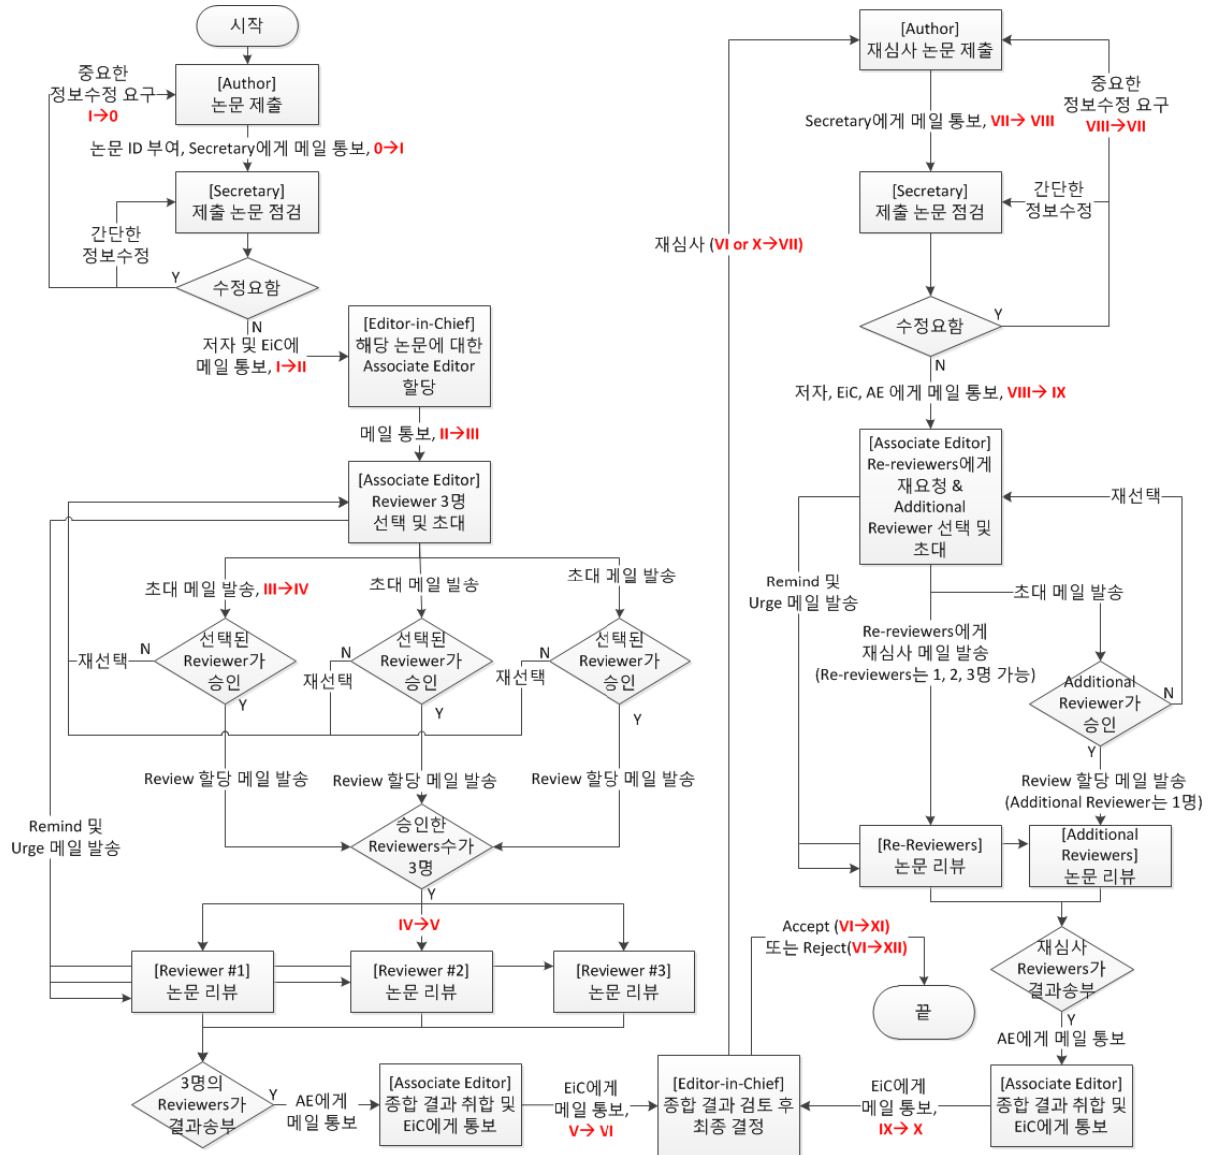 시작
[Author]
논문 제출
중요한
정보수정 요구
I→0
논문 ID 부여, Secretary에게 메일 통보, 0→I
[Secretary]
제출 논문 점검
간단한
정보수정
Y
수정요함
N
저자 및 EiC에
메일 통보, I→II
[Editor-in-Chief]
해당 논문에 대한
Associate Editor
할당
메일 통보, II→III
[Associate Editor]
Reviewer 3명
선택 및 초대
초대 메일 발송, III→IV
초대 메일 빌송
초대 메일 발송
재선택
N
선택된
Reviewer가
승인
Y
재선택
N
선택된
Reviewer가
승인
Y
재선택
N
선택된
Reviewer가
승인
Y
Review 할당 메일 발송
Review 할당 메일 발송
Review 할당 메일 발송
승인한
Reviewers수가
3명
Y
Remind 및
Urge 메일 발송
IV→V
[Reviewer #1]
논문 리뷰
[Reviewer #2]
논문 리뷰
[Reviewer #3]
논문 리뷰
3명의
Reviewers가
결과송부
Y
AE에게
메일 통보
[Associate Editor]
종합 결과 취합 및
EiC에게 통보
EiC에게
메일 통보,
V→ VI
[Editor-in-Chief]
종합 결과 검토 후
최종 결정
Accept (VI→XI)
또는 Reject(VI→XII)
끝
재심사 (VI or X→VII)
[Author]
재심사 논문 제출
중요한
정보수정 요구
VIII→VII
Secretary에게 메일 통보, VII→ VIII
[Secretary]
제출 논문 점검
간단한
정보수정
수정요함
Y
N
저자, EiC, AE 에게 메일 통보, VIII→ IX
[Associate Editor]
Re-reviewers에게
재요청 &
Additional
Reviewer 선택 및
초대
재선택
Remind 및
Urge 메일 발송
초대 메일 발송
Re-reviewers에게
재심사 메일 발송
(Re-reviewers는 1, 2, 3명 가능)
Additional
Reviewer가
승인
N
Y
Review 할당 메일 발송
(Additional Reviewer는 1명)
[Re-Reviewers]
논문 리뷰
[Additional
Reviewers]
논문 리뷰
재심사
Reviewers가
결과송부
Y
AE에게 메일 통보
[Associate Editor]
종합 결과 취합 및
EiC에게 통보
EiC에게
메일 통보,
IX→ X